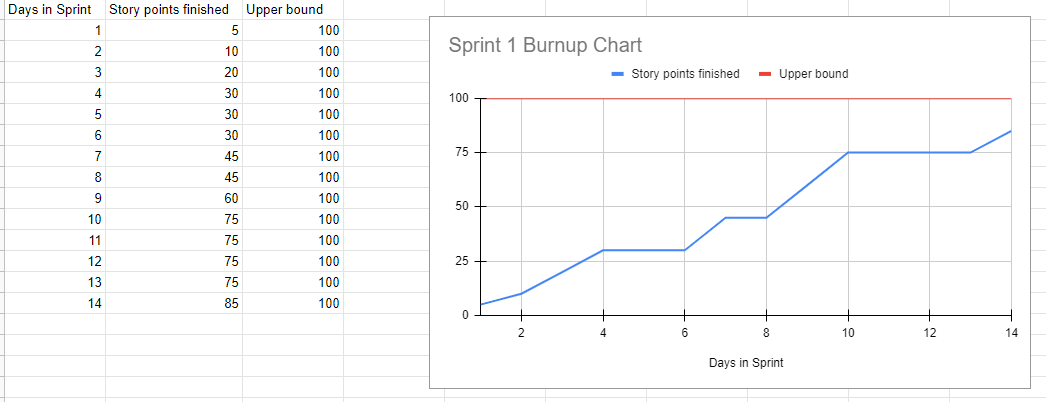 Days in Sprint Story points finished Upper bound
1 5 100
2 10 100
3 20 100
4 30 100
5 30 100
6 30 100
7 45 100
8 45 100
9 60 100
10 75 100
11 75 100
12 75 100
13 75 100
14 85 100
Sprint 1 Burnup Chart
Story points finished Upper bound
100
75
50
25
0
2 4 6 8 10 12 14
Days in Sprint